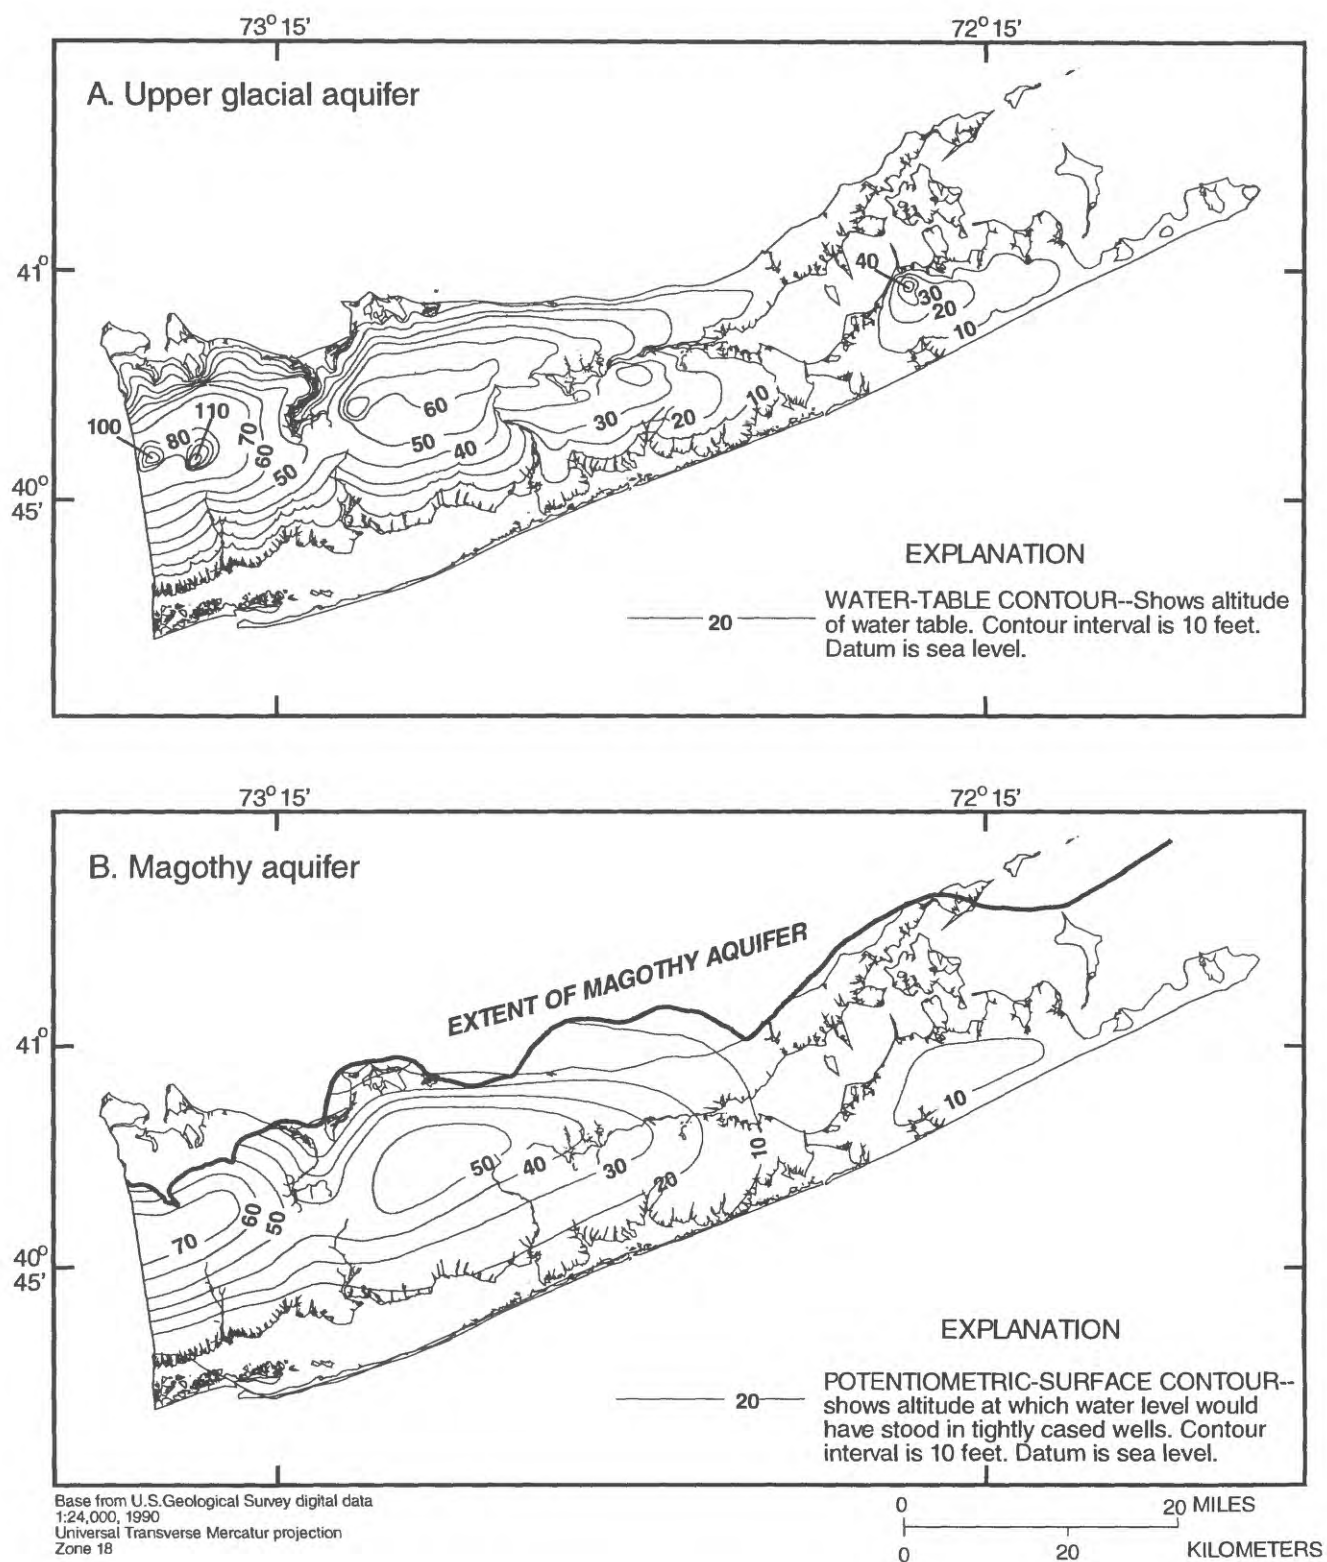 73° 15'
72° 15'
A. Upper glacial aquifer
41°
40
30
20
10
110
100
80
70
60
50
60
50
40
30
20
10
40°
45'
EXPLANATION
20
WATER-TABLE CONTOUR--Shows altitude
of water table. Contour interval is 10 feet.
Datum is sea level.
73° 15'
72° 15'
B. Magothy aquifer
EXTENT OF MAGOTHY AQUIFER
41°
10
10
50
40
30
20
60
50
70
40°
45'
EXPLANATION
20
POTENTIOMETRIC-SURFACE CONTOUR--
shows altitude at which water level would
have stood in tightly cased wells. Contour
interval is 10 feet. Datum is sea level.
Base from U.S.Geological Survey digital data
1:24,000, 1990
Universal Transverse Mercatur projection
Zone 18
0 20 MILES
0 20 KILOMETERS